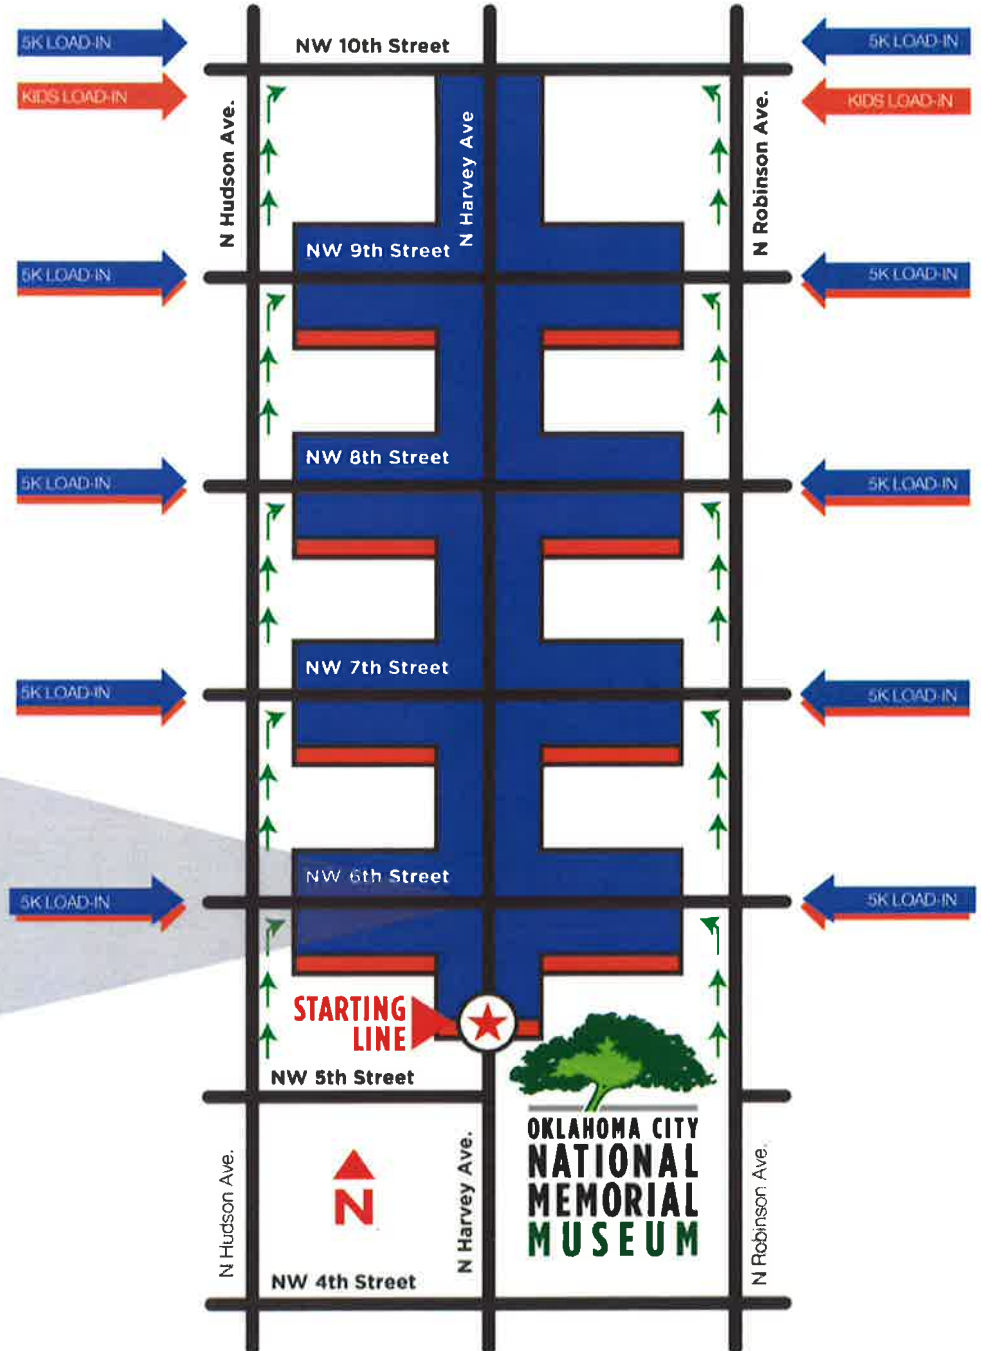 5K LOAD-IN
NW 10th Street
5K LOAD-IN
KIDS LOAD-IN
KIDS LOAD-IN
N Hudson Ave.
N Harvey Ave
N Robinson Ave.
NW 9th Street
5K LOAD-IN
5K LOAD-IN
NW 8th Street
5K LOAD-IN
5K LOAD-IN
NW 7th Street
5K LOAD-IN
5K LOAD-IN
NW 6th Street
5K LOAD-IN
5K LOAD-IN
STARTING
LINE
NW 5th Street
OKLAHOMA CITY
NATIONAL
MEMORIAL
MUSEUM
N Hudson Ave.
N
N Harvey Ave.
N Robinson Ave.
NW 4th Street